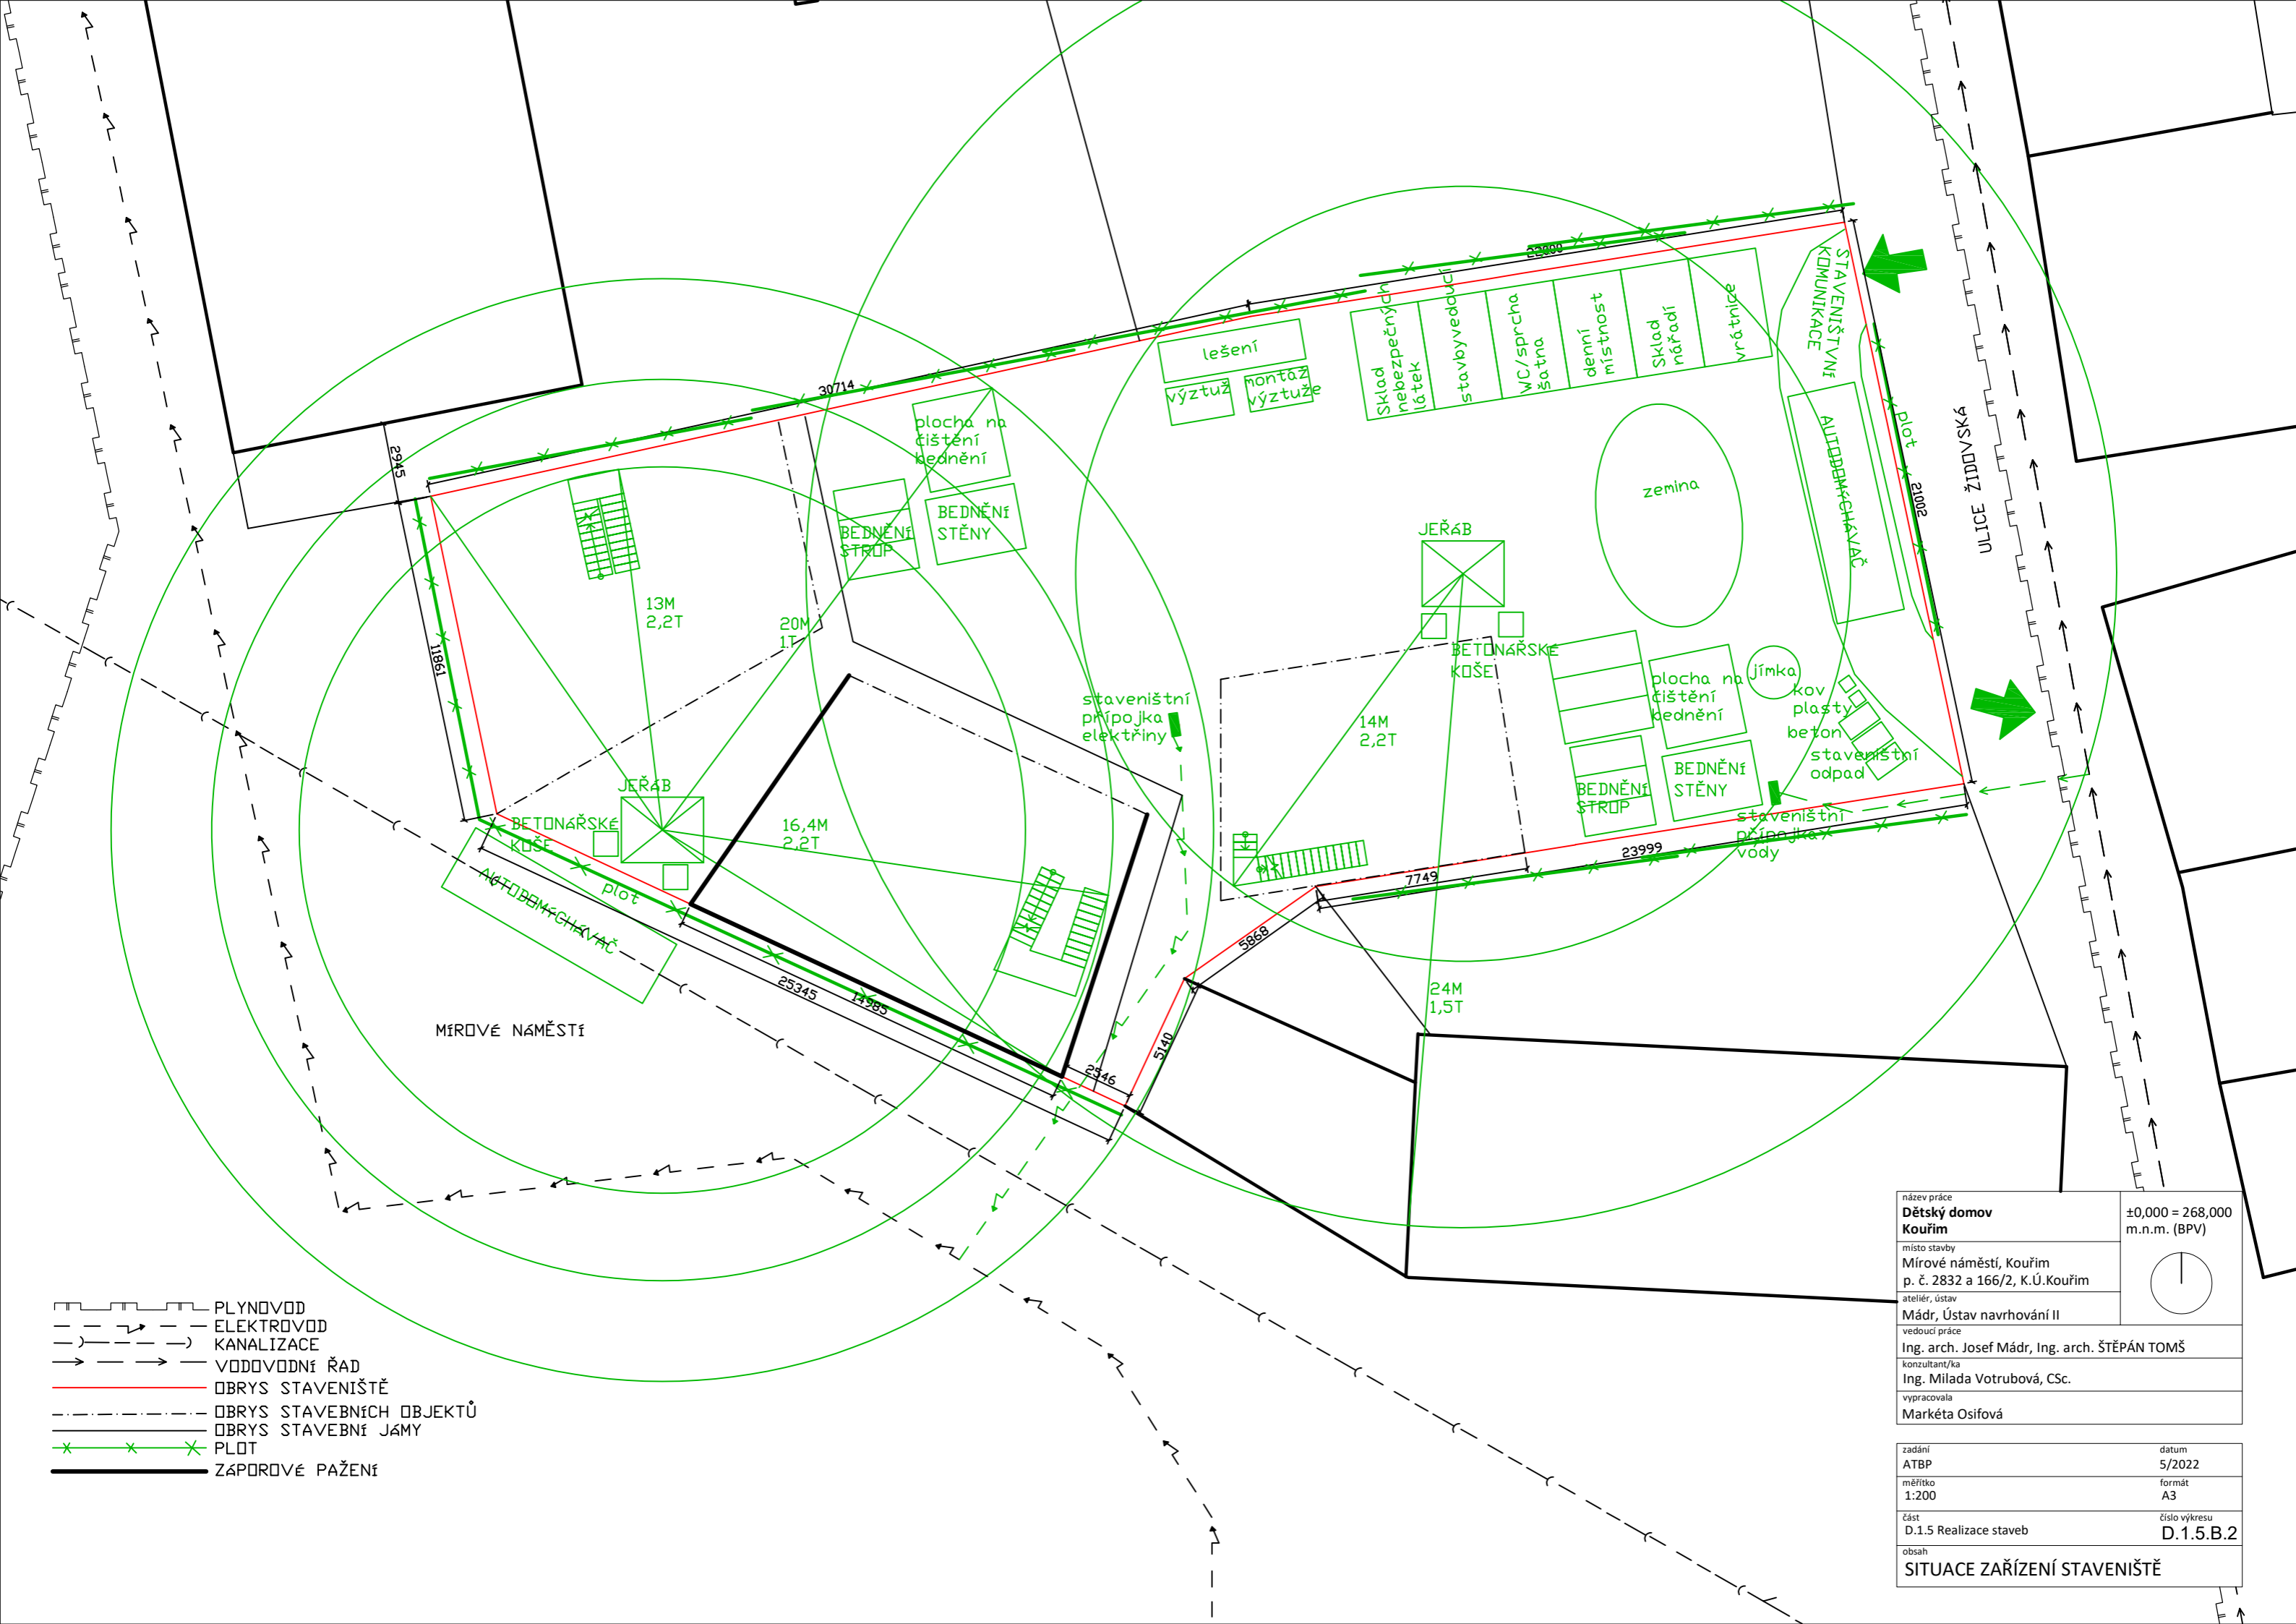 22000
30714
2945
11861
21002
lešení
výztuž
montáž
výztuže
Sklad
nebezpečných
látek
stavbyvedoucí
WC/sprcha
šatna
denní
místnost
Sklad
nářadí
vrátnice
STAVENIŠTVNÍ
KOMUNIKACE
plot
AUTODOMÝCHÁVAČ
ULICE ŽIDOVSKÁ
plocha na
čištění
bednění
BEDNĚNÍ
STROP
BEDNĚNÍ
STĚNY
zemina
JEŘÁB
13M
2,2T
20M
1T
BETONÁŘSKÉ
KOŠE
plocha na
čištění
bednění
jímka
kov
plasty
beton
staveništní
odpad
staveništní
přípojka
elektřiny
14M
2,2T
BEDNĚNÍ
STROP
BEDNĚNÍ
STĚNY
JEŘÁB
BETONÁŘSKÉ
KOŠE
16,4M
2,2T
staveništní
přípojka
vody
23999
7749
plot
AUTODOMÝCHÁVAČ
5868
25345
14985
24M
1,5T
MÍROVÉ NÁMĚSTÍ
5140
2546
PLYNOVOD
ELEKTROVOD
KANALIZACE
VODOVODNÍ ŘAD
OBRYS STAVENIŠTĚ
OBRYS STAVEBNÍCH OBJEKTŮ
OBRYS STAVEBNÍ JÁMY
PLOT
ZÁPOROVÉ PAŽENÍ
název práce
Dětský domov
Kouřim
±0,000 = 268,000
m.n.m. (BPV)
místo stavby
Mírové náměstí, Kouřim
p. č. 2832 a 166/2, K.Ú.Kouřim
ateliér, ústav
Mádr, Ústav navrhování II
vedoucí práce
Ing. arch. Josef Mádr, Ing. arch. ŠTĚPÁN TOMŠ
konzultant/ka
Ing. Milada Votrubová, CSc.
vypracovala
Markéta Osifová
zadání
ATBP
datum
5/2022
měřítko
1:200
formát
A3
část
D.1.5 Realizace staveb
číslo výkresu
D.1.5.B.2
obsah
SITUACE ZAŘÍZENÍ STAVENIŠTĚ